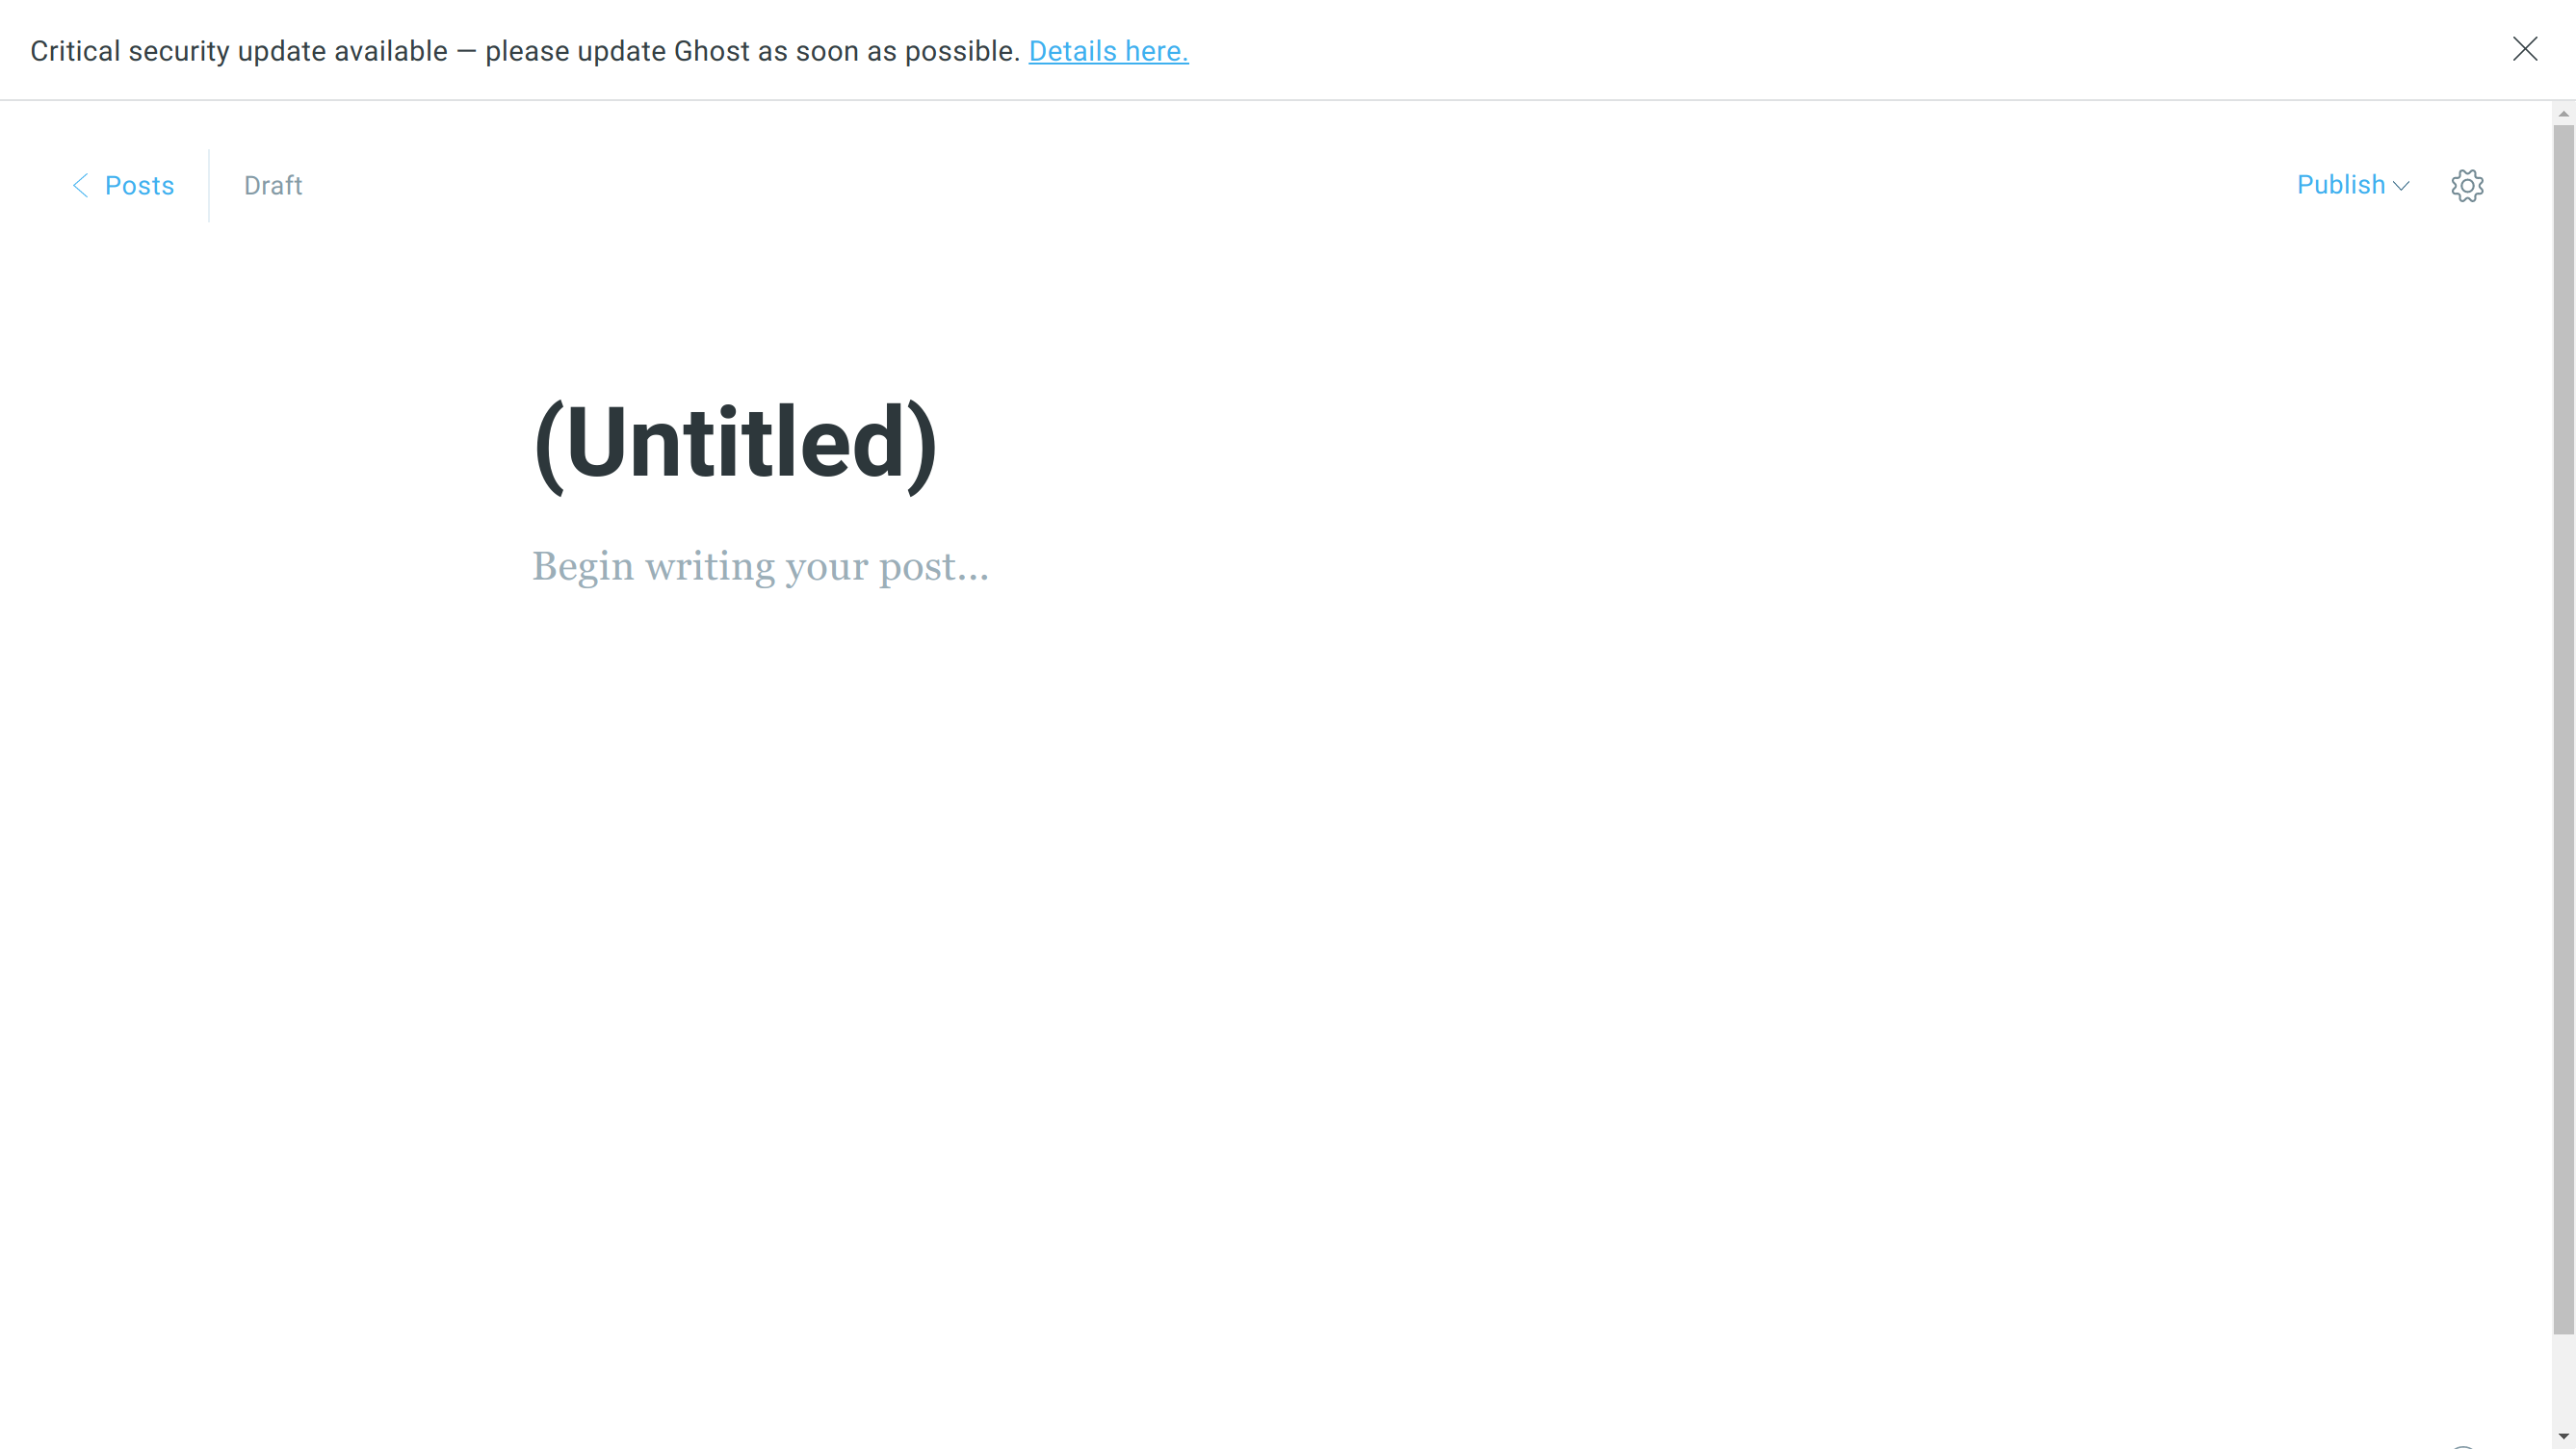 Critical security update available — please update Ghost as soon as possible. Details here.
Posts
Draft
Publish
(Untitled)
Begin writing your post...